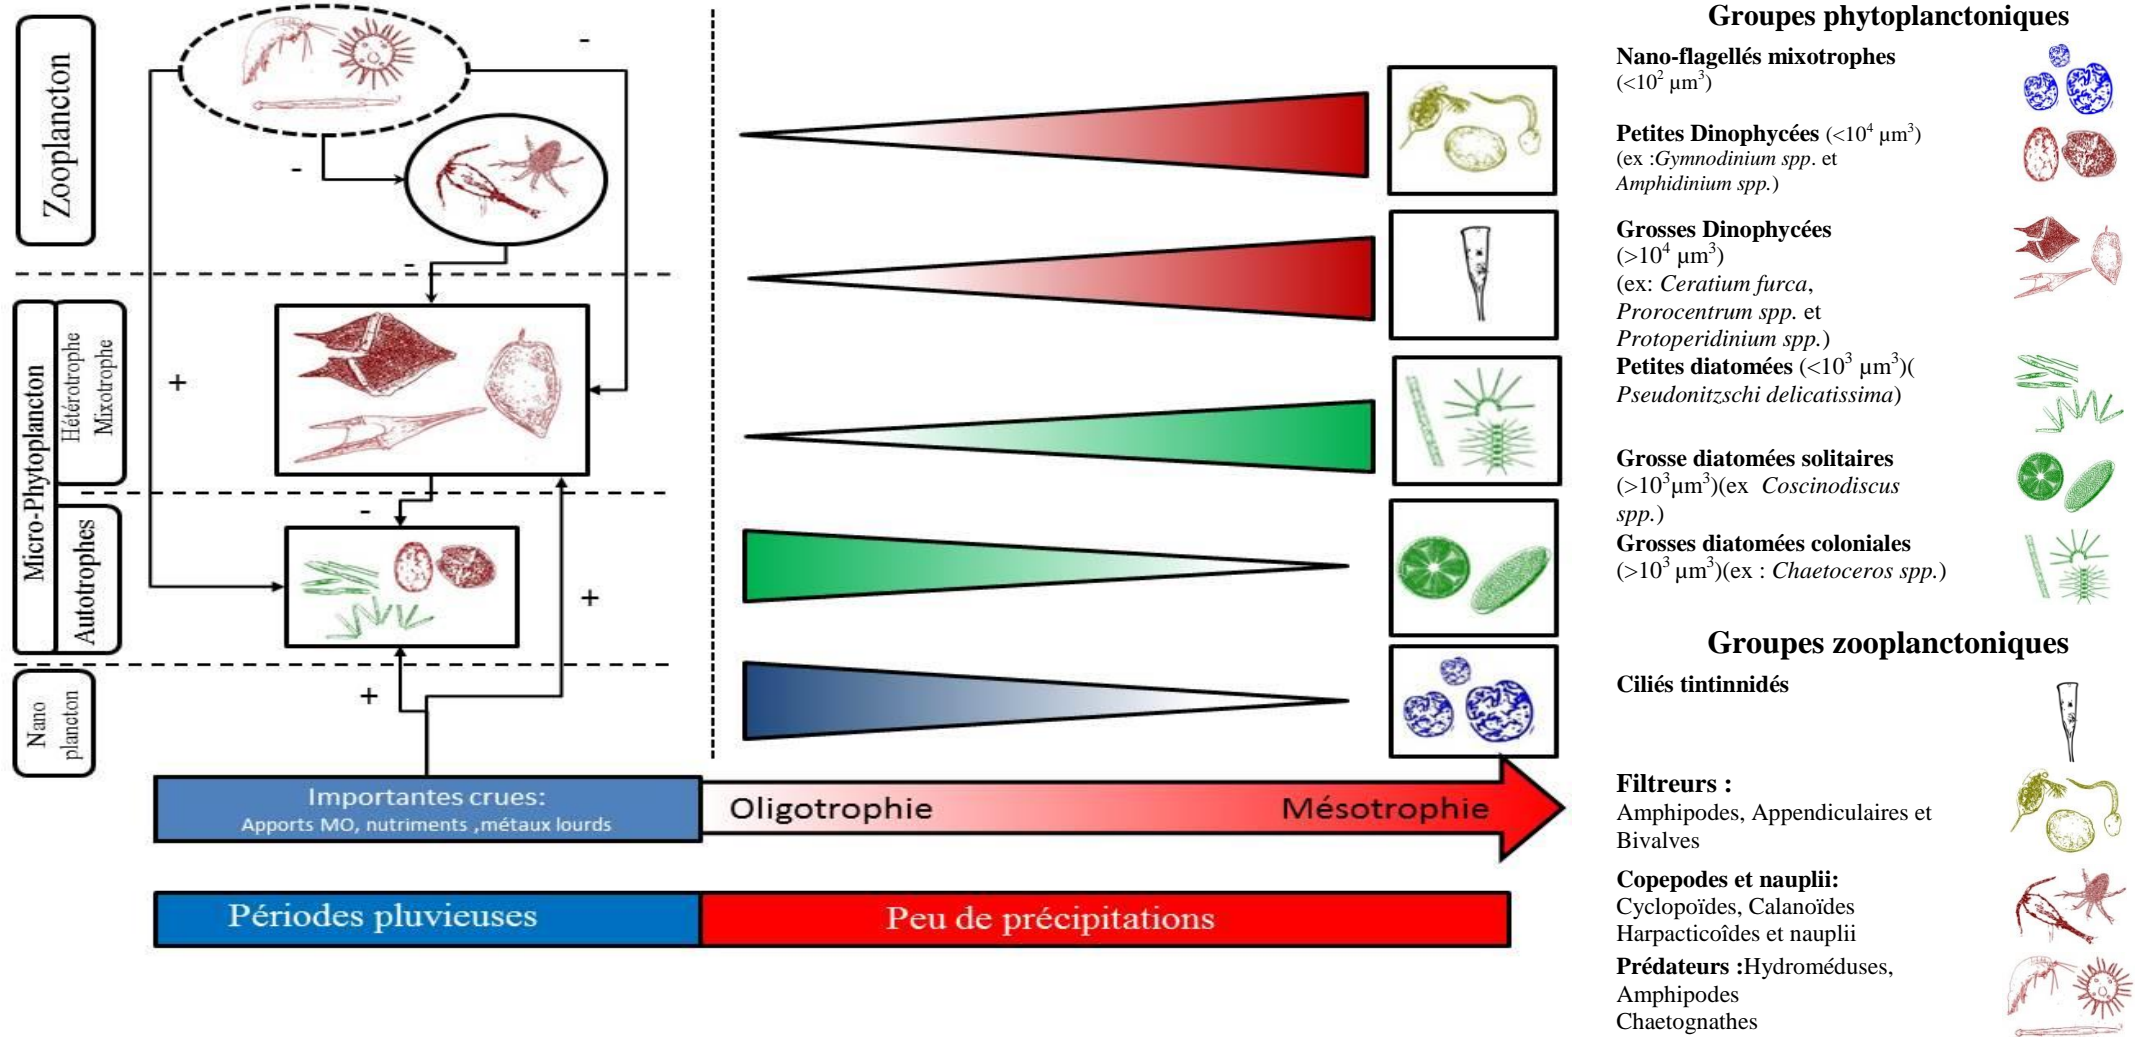 Zooplancton
-
-
-
Micro-Phytoplancton
Hétérotrophe
Mixotrophe
+
-
Autotrophes
+
+
Nano
plancton
Importantes crues:
Apports MO, nutriments ,métaux lourds
Oligotrophie
Mésotrophie
Périodes pluvieuses
Peu de précipitations
Groupes phytoplanctoniques
Nano-flagellés mixotrophes
(<10² µm³)
Petites Dinophycées (<10⁴ µm³)
(ex :Gymnodinium spp. et
Amphidinium spp.)
Grosses Dinophycées
(>10⁴ µm³)
(ex: Ceratium furca,
Prorocentrum spp. et
Protoperidinium spp.)
Petites diatomées (<10³ µm³)(
Pseudonitzschi delicatissima)
Grosse diatomées solitaires
(>10³µm³)(ex Coscinodiscus
spp.)
Grosses diatomées coloniales
(>10³ µm³)(ex : Chaetoceros spp.)
Groupes zooplanctoniques
Ciliés tintinnidés
Filtreurs :
Amphipodes, Appendiculaires et
Bivalves
Copepodes et nauplii:
Cyclopoïdes, Calanoïdes
Harpacticoîdes et nauplii
Prédateurs :Hydroméduses,
Amphipodes
Chaetognathes